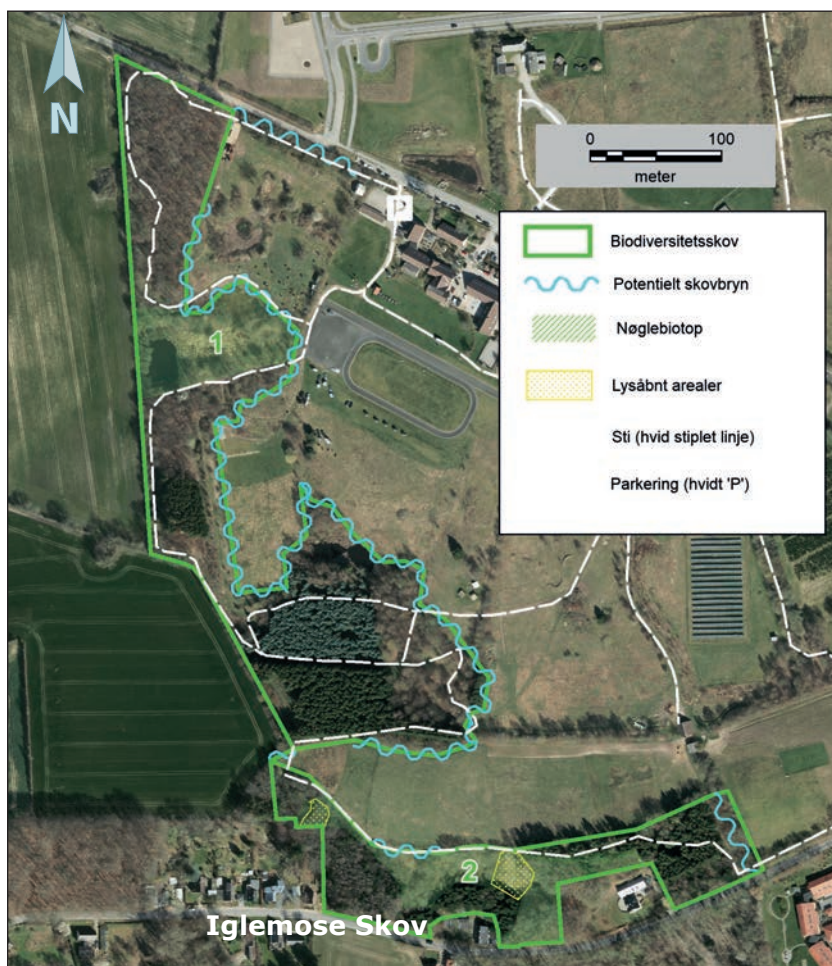 N
0 100
meter
P
Biodiversitetsskov
Potentielt skovbryn
Nøglebiotop
Lysåbnt arealer
Sti (hvid stiplet linje)
Parkering (hvidt 'P')
1
2
Iglemose Skov